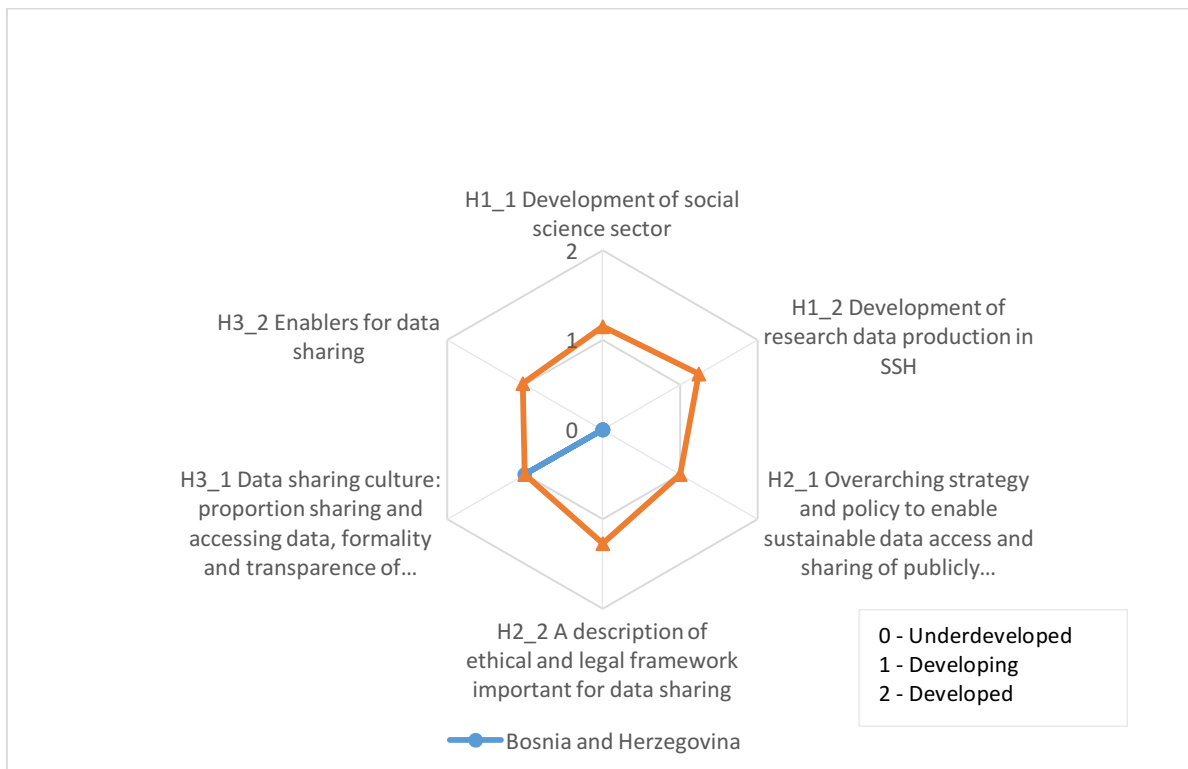 H1_1 Development of social
science sector
2
H1_2 Development of
research data production in
SSH
H3_2 Enablers for data
sharing
1
0
H3_1 Data sharing culture:
proportion sharing and
accessing data, formality
and transparence of…
H2_1 Overarching strategy
and policy to enable
sustainable data access and
sharing of publicly…
H2_2 A description of
ethical and legal framework
important for data sharing
0 - Underdeveloped
1 - Developing
2 - Developed
Bosnia and Herzegovina